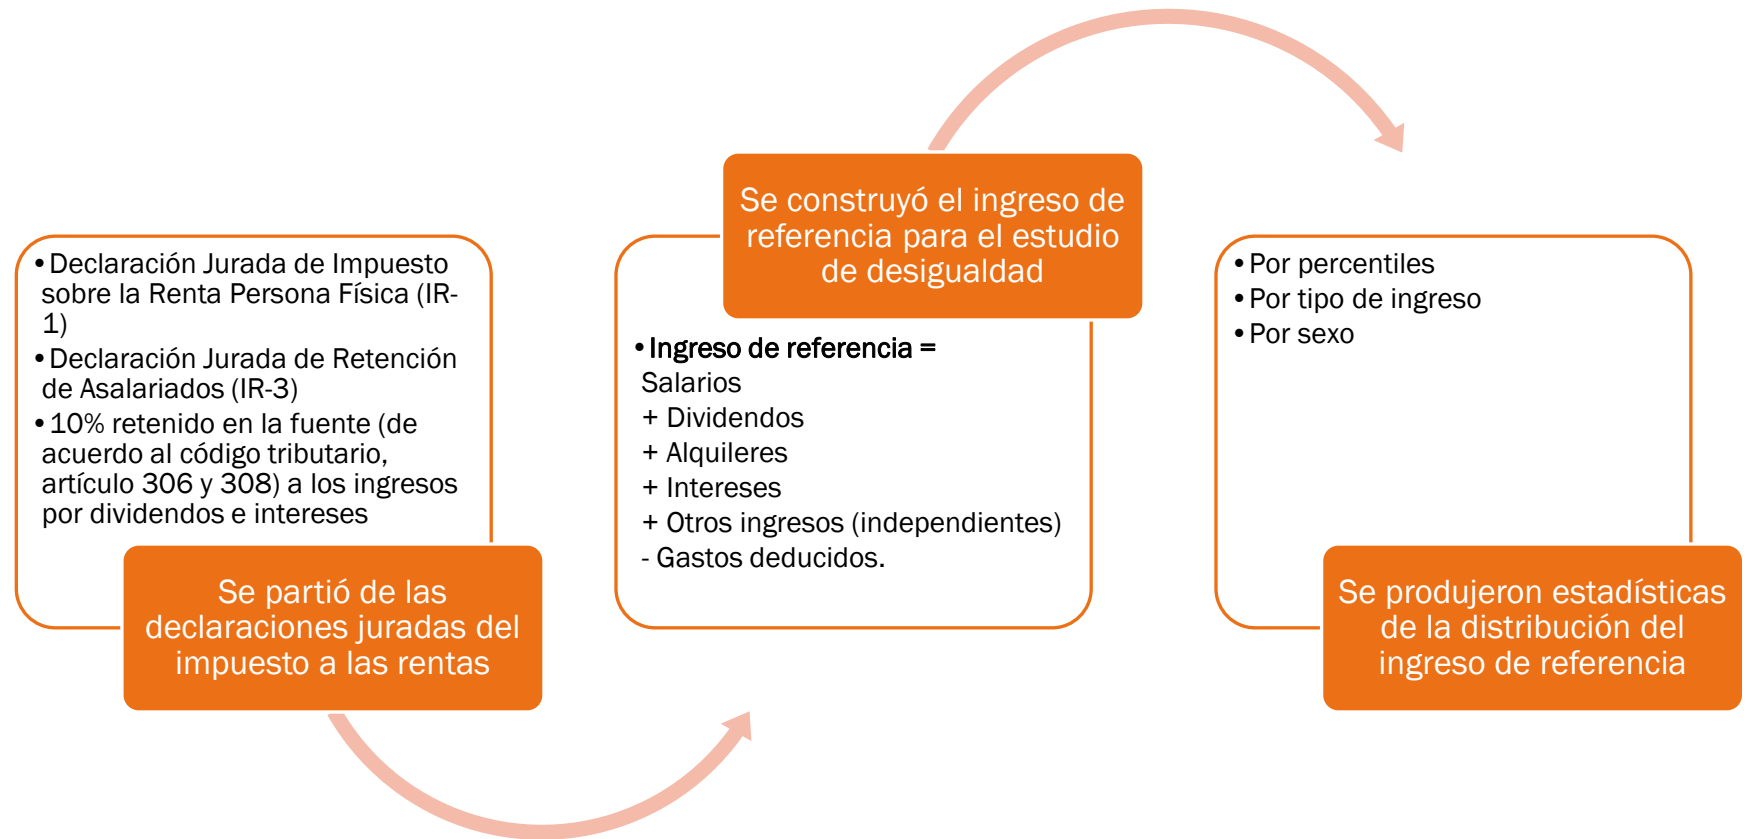 •Declaración Jurada de Impuesto
sobre la Renta Persona Física (IR-
1)
•Declaración Jurada de Retención
de Asalariados (IR-3)
•10% retenido en la fuente (de
acuerdo al código tributario,
artículo 306 y 308) a los ingresos
por dividendos e intereses
Se partió de las
declaraciones juradas del
impuesto a las rentas
Se construyó el ingreso de
referencia para el estudio
de desigualdad
•Ingreso de referencia =
Salarios
+ Dividendos
+ Alquileres
+ Intereses
+ Otros ingresos (independientes)
- Gastos deducidos.
•Por percentiles
•Por tipo de ingreso
•Por sexo
Se produjeron estadísticas
de la distribución del
ingreso de referencia